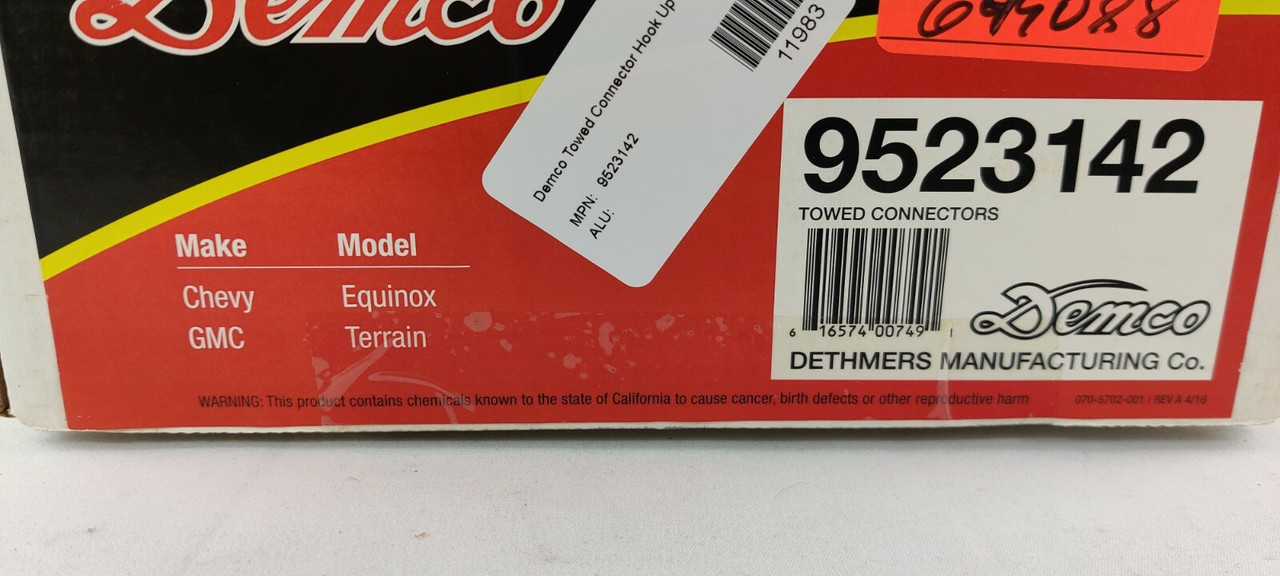 Demco
Demco Towed Connector Hook Up
11983
MPN: 9523142
ALU:
9523142
TOWED CONNECTORS
6 16574 00749 1
Demco
DETHMERS MANUFACTURING Co.
Make Model
Chevy Equinox
GMC Terrain
WARNING: This product contains chemicals known to the state of California to cause cancer, birth defects or other reproductive harm
070-5702-001 | REV A 4/16